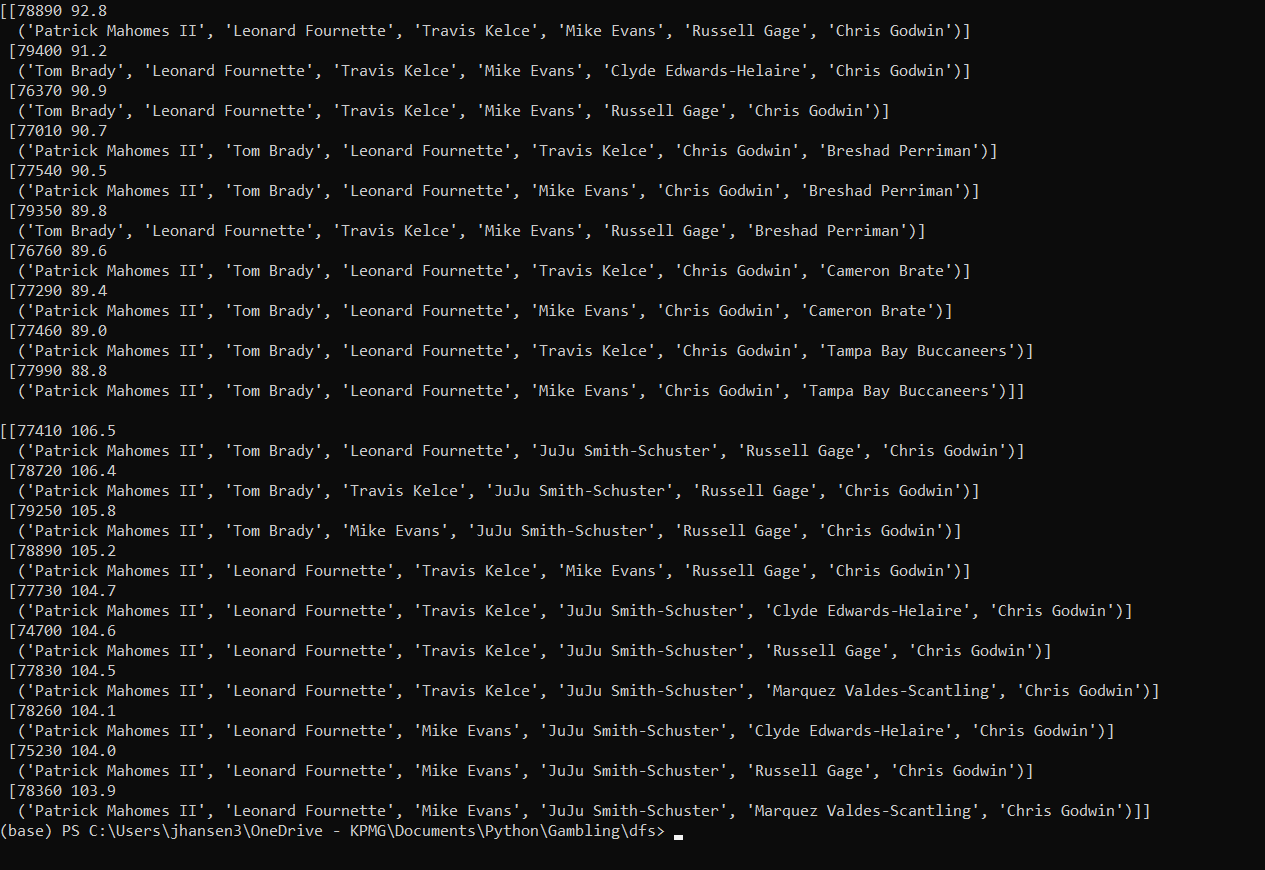 [[78890 92.8
('Patrick Mahomes II', 'Leonard Fournette', 'Travis Kelce', 'Mike Evans', 'Russell Gage', 'Chris Godwin')]
[79400 91.2
('Tom Brady', 'Leonard Fournette', 'Travis Kelce', 'Mike Evans', 'Clyde Edwards-Helaire', 'Chris Godwin')]
[76370 90.9
('Tom Brady', 'Leonard Fournette', 'Travis Kelce', 'Mike Evans', 'Russell Gage', 'Chris Godwin')]
[77010 90.7
('Patrick Mahomes II', 'Tom Brady', 'Leonard Fournette', 'Travis Kelce', 'Chris Godwin', 'Breshad Perriman')]
[77540 90.5
('Patrick Mahomes II', 'Tom Brady', 'Leonard Fournette', 'Mike Evans', 'Chris Godwin', 'Breshad Perriman')]
[79350 89.8
('Tom Brady', 'Leonard Fournette', 'Travis Kelce', 'Mike Evans', 'Russell Gage', 'Breshad Perriman')]
[76760 89.6
('Patrick Mahomes II', 'Tom Brady', 'Leonard Fournette', 'Travis Kelce', 'Chris Godwin', 'Cameron Brate')]
[77290 89.4
('Patrick Mahomes II', 'Tom Brady', 'Leonard Fournette', 'Mike Evans', 'Chris Godwin', 'Cameron Brate')]
[77460 89.0
('Patrick Mahomes II', 'Tom Brady', 'Leonard Fournette', 'Travis Kelce', 'Chris Godwin', 'Tampa Bay Buccaneers')]
[77990 88.8
('Patrick Mahomes II', 'Tom Brady', 'Leonard Fournette', 'Mike Evans', 'Chris Godwin', 'Tampa Bay Buccaneers')]]
[[77410 106.5
('Patrick Mahomes II', 'Tom Brady', 'Leonard Fournette', 'JuJu Smith-Schuster', 'Russell Gage', 'Chris Godwin')]
[78720 106.4
('Patrick Mahomes II', 'Tom Brady', 'Travis Kelce', 'JuJu Smith-Schuster', 'Russell Gage', 'Chris Godwin')]
[79250 105.8
('Patrick Mahomes II', 'Tom Brady', 'Mike Evans', 'JuJu Smith-Schuster', 'Russell Gage', 'Chris Godwin')]
[78890 105.2
('Patrick Mahomes II', 'Leonard Fournette', 'Travis Kelce', 'Mike Evans', 'Russell Gage', 'Chris Godwin')]
[77730 104.7
('Patrick Mahomes II', 'Leonard Fournette', 'Travis Kelce', 'JuJu Smith-Schuster', 'Clyde Edwards-Helaire', 'Chris Godwin')]
[74700 104.6
('Patrick Mahomes II', 'Leonard Fournette', 'Travis Kelce', 'JuJu Smith-Schuster', 'Russell Gage', 'Chris Godwin')]
[77830 104.5
('Patrick Mahomes II', 'Leonard Fournette', 'Travis Kelce', 'JuJu Smith-Schuster', 'Marquez Valdes-Scantling', 'Chris Godwin')]
[78260 104.1
('Patrick Mahomes II', 'Leonard Fournette', 'Mike Evans', 'JuJu Smith-Schuster', 'Clyde Edwards-Helaire', 'Chris Godwin')]
[75230 104.0
('Patrick Mahomes II', 'Leonard Fournette', 'Mike Evans', 'JuJu Smith-Schuster', 'Russell Gage', 'Chris Godwin')]
[78360 103.9
('Patrick Mahomes II', 'Leonard Fournette', 'Mike Evans', 'JuJu Smith-Schuster', 'Marquez Valdes-Scantling', 'Chris Godwin')]]
(base) PS C:\Users\jhansen3\OneDrive - KPMG\Documents\Python\Gambling\dfs>